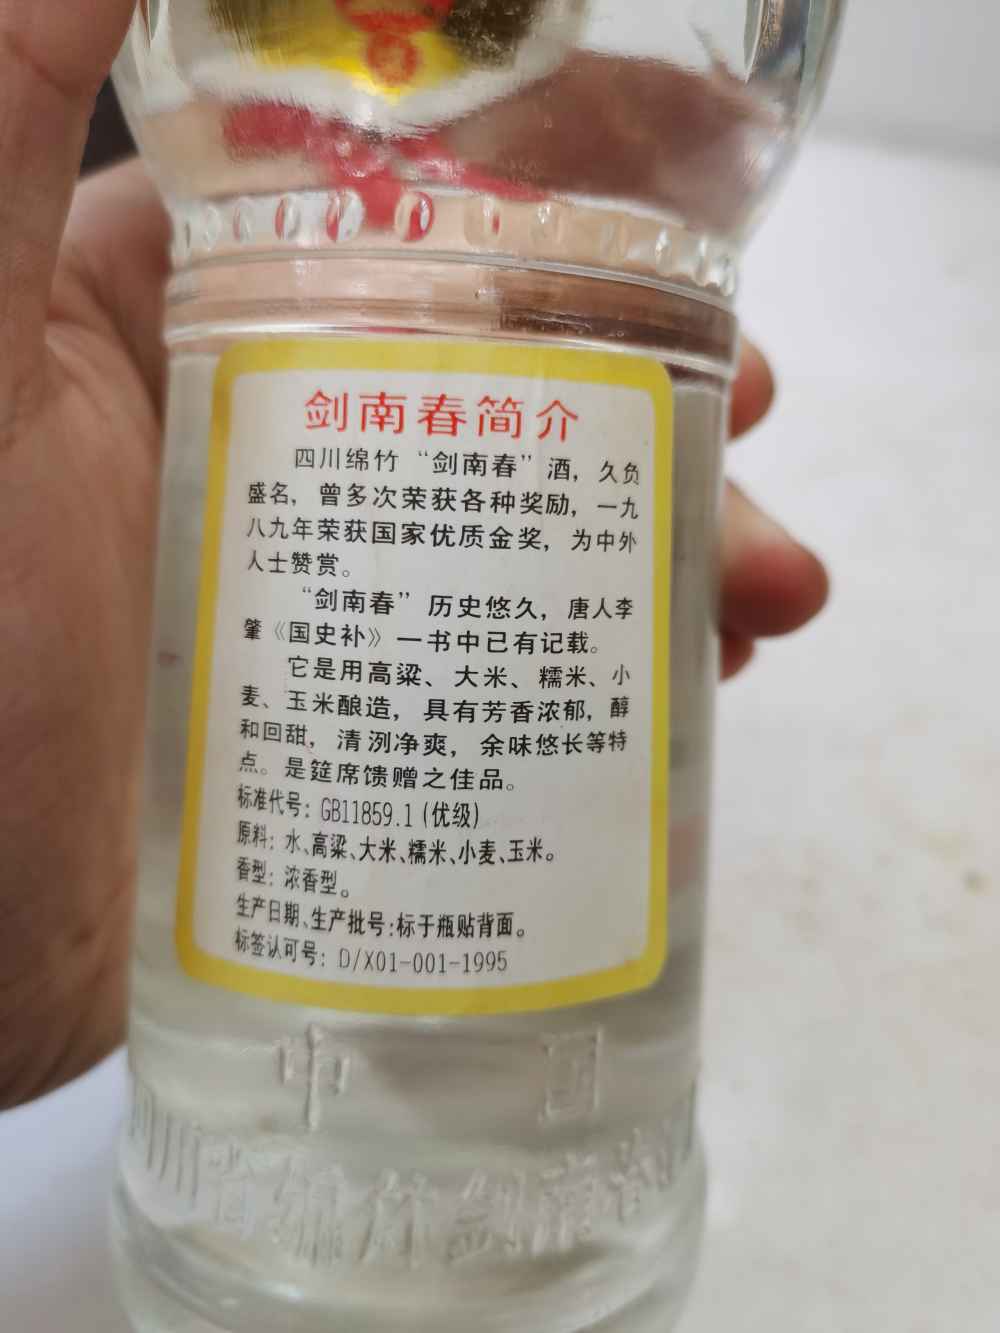 剑南春简介
四川绵竹“剑南春”酒，久负
盛名，曾多次荣获各种奖励，一九
八九年荣获国家优质金奖，为中外
人士赞赏。
“剑南春”历史悠久，唐人李
肇《国史补》一书中已有记载。
它是用高粱、大米、糯米、小
麦、玉米酿造，具有芳香浓郁，醇
和回甜，清洌净爽，余味悠长等特
点。是筵席馈赠之佳品。
标准代号：GB11859.1(优级)
原料：水、高粱、大米、糯米、小麦、玉米。
香型：浓香型。
生产日期、生产批号：标于瓶贴背面。
标签认可号：D/X01-001-1995
中国
四川省绵竹剑南春